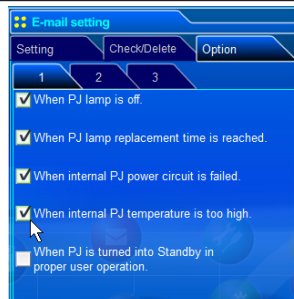 E-mail setting
Setting Check/Delete Option
1 2 3
When PJ lamp is off.
When PJ lamp replacement time is reached.
When internal PJ power circuit is failed.
When internal PJ temperature is too high.
When PJ is turned into Standby in
proper user operation.